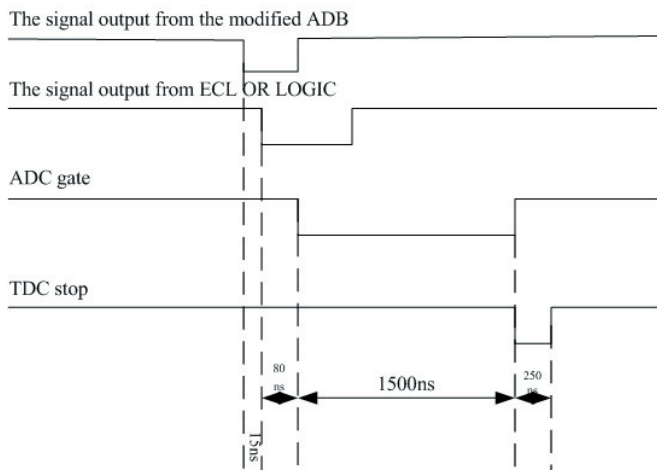 The signal output from the modified ADB
The signal output from ECL OR LOGIC
ADC gate
TDC stop
80
ns
1500ns
250
ns
15ns